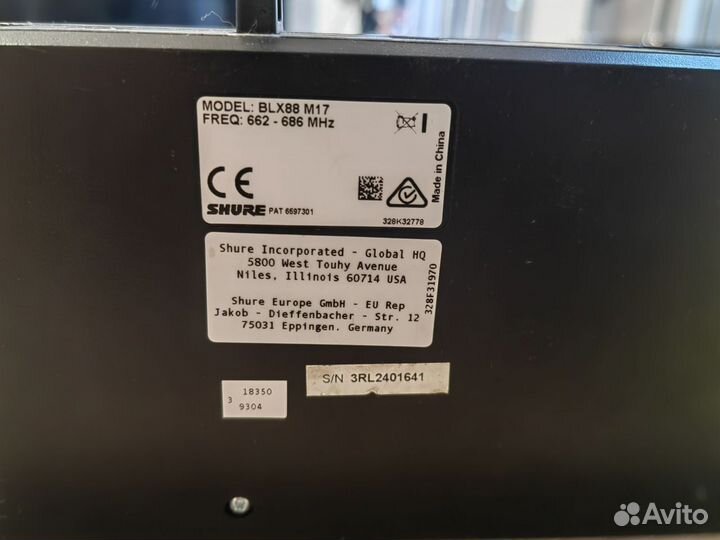 MODEL: BLX88 M17
FREQ: 662 - 686 MHz
Made in China
CE
SHURE PAT 6597301
328K32778
Shure Incorporated - Global HQ
5800 West Touhy Avenue
Niles, Illinois 60714 USA
Shure Europe GmbH - EU Rep
Jakob - Dieffenbacher - Str. 12
75031 Eppingen, Germany
328F31970
S/N 3RL2401641
3 18350
9304
Avito